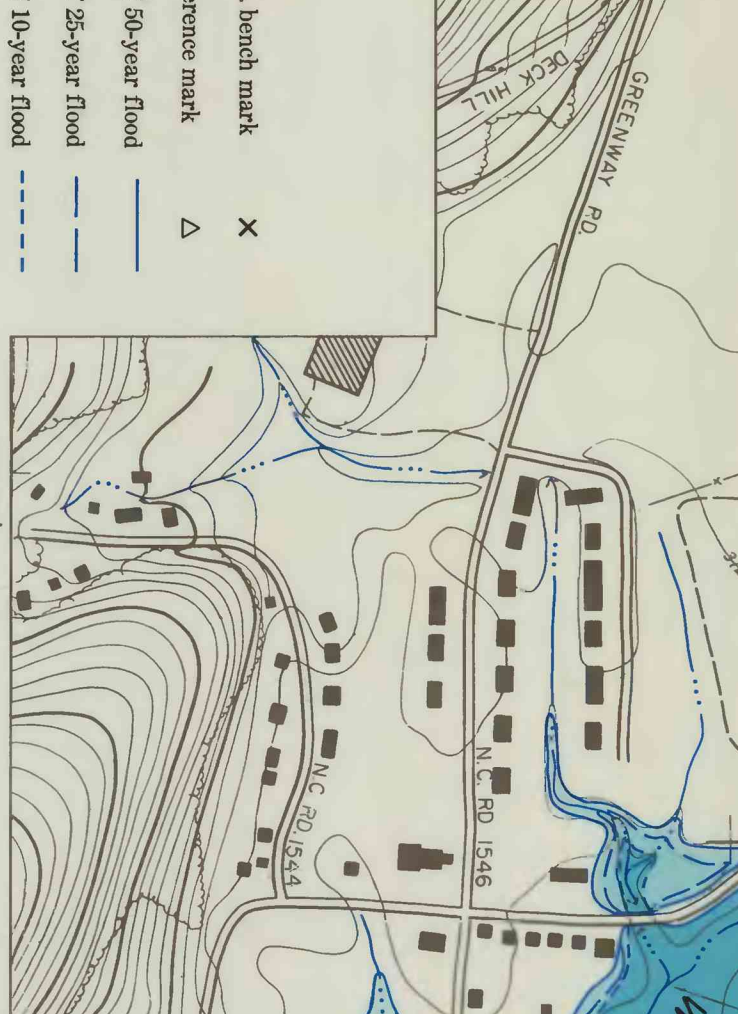 . bench mark
erence mark
50-year flood
25-year flood
10-year flood
DECK HILL
GREENWAY RD.
N.C. RD 1546
N.C RD. 1544